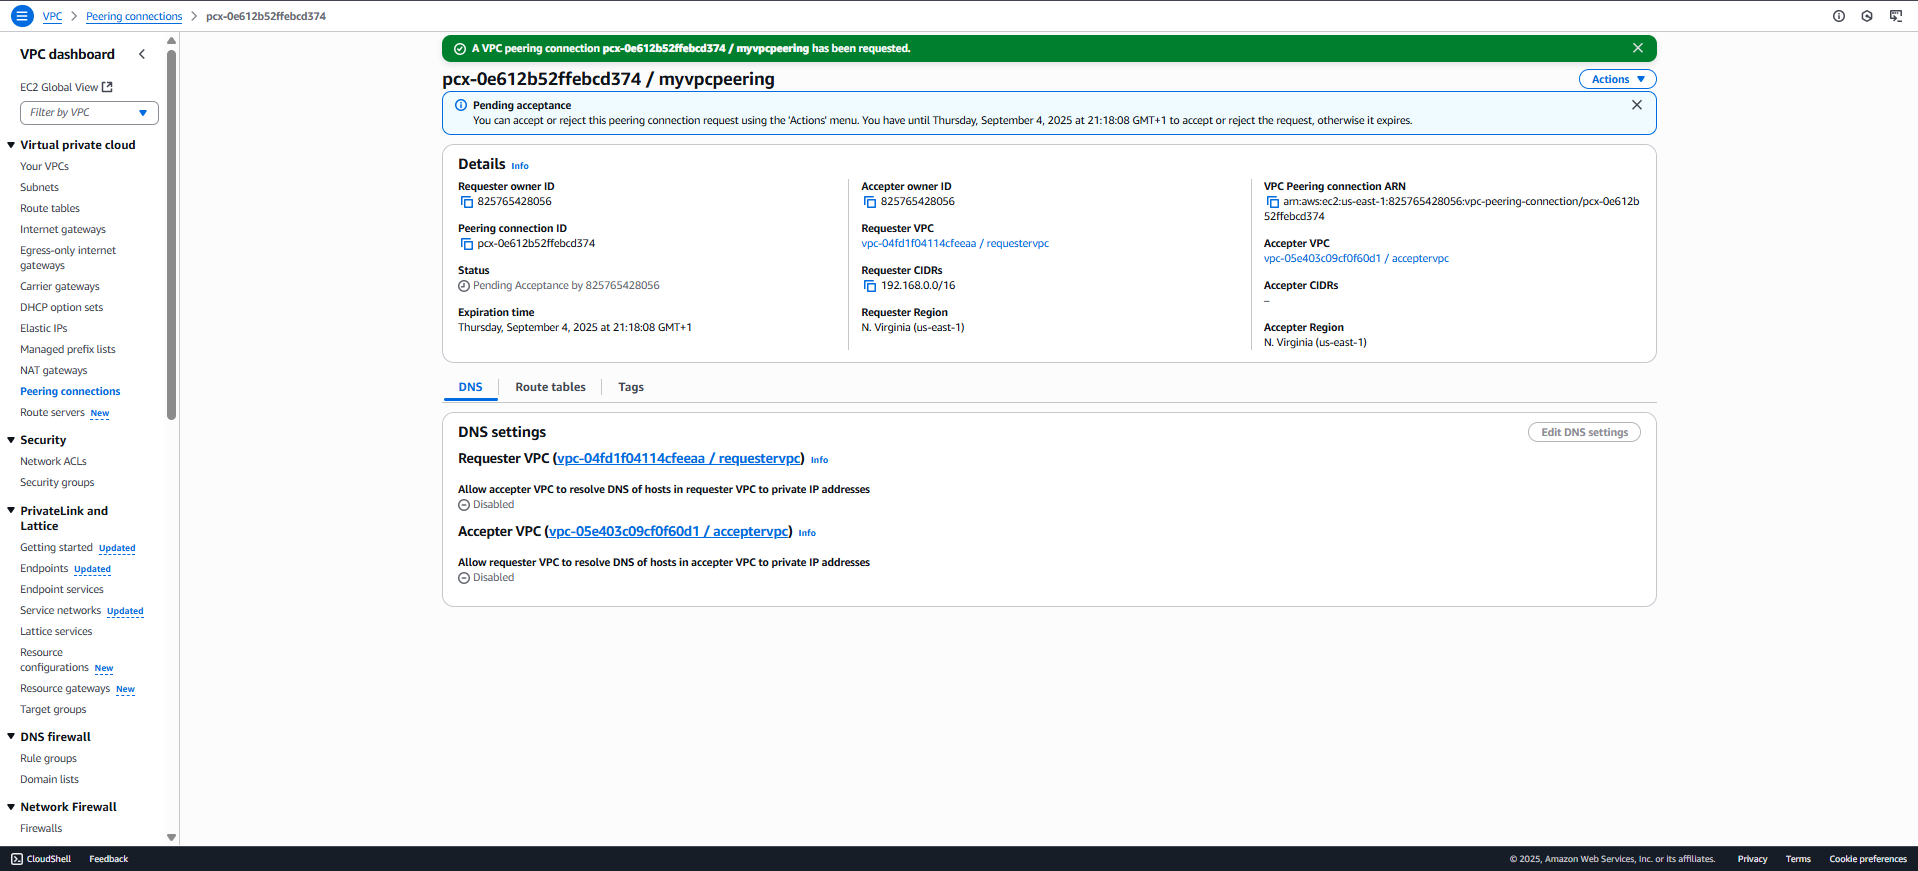 VPC > Peering connections > pcx-0e612b52ffebcd374
VPC dashboard
EC2 Global View
Filter by VPC
Virtual private cloud
Your VPCs
Subnets
Route tables
Internet gateways
Egress-only internet
gateways
Carrier gateways
DHCP option sets
Elastic IPs
Managed prefix lists
NAT gateways
Peering connections
Route servers New
Security
Network ACLs
Security groups
PrivateLink and
Lattice
Getting started Updated
Endpoints Updated
Endpoint services
Service networks Updated
Lattice services
Resource
configurations New
Resource gateways New
Target groups
DNS firewall
Rule groups
Domain lists
Network Firewall
Firewalls
A VPC peering connection pcx-0e612b52ffebcd374 / myvpcpeering has been requested.
pcx-0e612b52ffebcd374 / myvpcpeering
Actions
Pending acceptance
You can accept or reject this peering connection request using the 'Actions' menu. You have until Thursday, September 4, 2025 at 21:18:08 GMT+1 to accept or reject the request, otherwise it expires.
Details Info
Requester owner ID
825765428056
Peering connection ID
pcx-0e612b52ffebcd374
Status
Pending Acceptance by 825765428056
Expiration time
Thursday, September 4, 2025 at 21:18:08 GMT+1
Accepter owner ID
825765428056
Requester VPC
vpc-04fd1f04114cfeeaa / requestervpc
Requester CIDRs
192.168.0.0/16
Requester Region
N. Virginia (us-east-1)
VPC Peering connection ARN
arn:aws:ec2:us-east-1:825765428056:vpc-peering-connection/pcx-0e612b
52ffebcd374
Accepter VPC
vpc-05e403c09cf0f60d1 / acceptervpc
Accepter CIDRs
–
Accepter Region
N. Virginia (us-east-1)
DNS
Route tables
Tags
DNS settings
Edit DNS settings
Requester VPC (vpc-04fd1f04114cfeeaa / requestervpc) Info
Allow accepter VPC to resolve DNS of hosts in requester VPC to private IP addresses
Disabled
Accepter VPC (vpc-05e403c09cf0f60d1 / acceptervpc) Info
Allow requester VPC to resolve DNS of hosts in accepter VPC to private IP addresses
Disabled
CloudShell
Feedback
© 2025, Amazon Web Services, Inc. or its affiliates.
Privacy
Terms
Cookie preferences